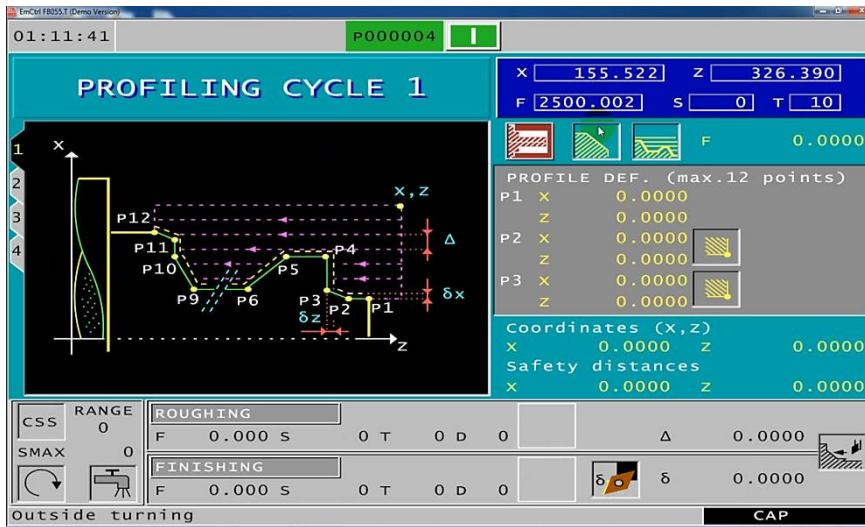 EmCtrl F8055.T (Demo Version)
01:11:41 P000004
PROFILING CYCLE 1
X 155.522 Z 326.390
F 2500.002 S 0 T 10
F 0.0000
1
2
3
4
X
x,z
P12
P11
P10
P9
P6
P5
P4
P3
P2
P1
Δ
δx
δz
Z
PROFILE DEF. (max.12 points)
P1 X 0.0000
Z 0.0000
P2 X 0.0000
Z 0.0000
P3 X 0.0000
Z 0.0000
Coordinates (X,Z)
X 0.0000 Z 0.0000
Safety distances
X 0.0000 Z 0.0000
CSS RANGE
0
SMAX 0
ROUGHING
F 0.000 S 0 T 0 D 0 Δ 0.0000
FINISHING
F 0.000 S 0 T 0 D 0 δ δ 0.0000
Outside turning CAP